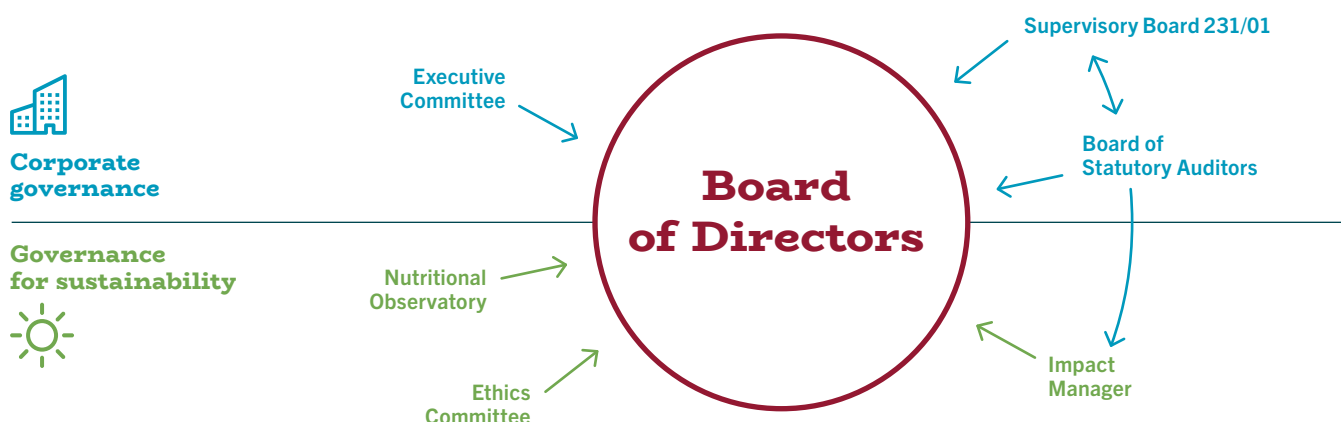 Supervisory Board 231/01
Executive
Committee
Board of
Statutory Auditors
Corporate
governance
Board
of Directors
Governance
for sustainability
Nutritional
Observatory
Impact
Manager
Ethics
Committee